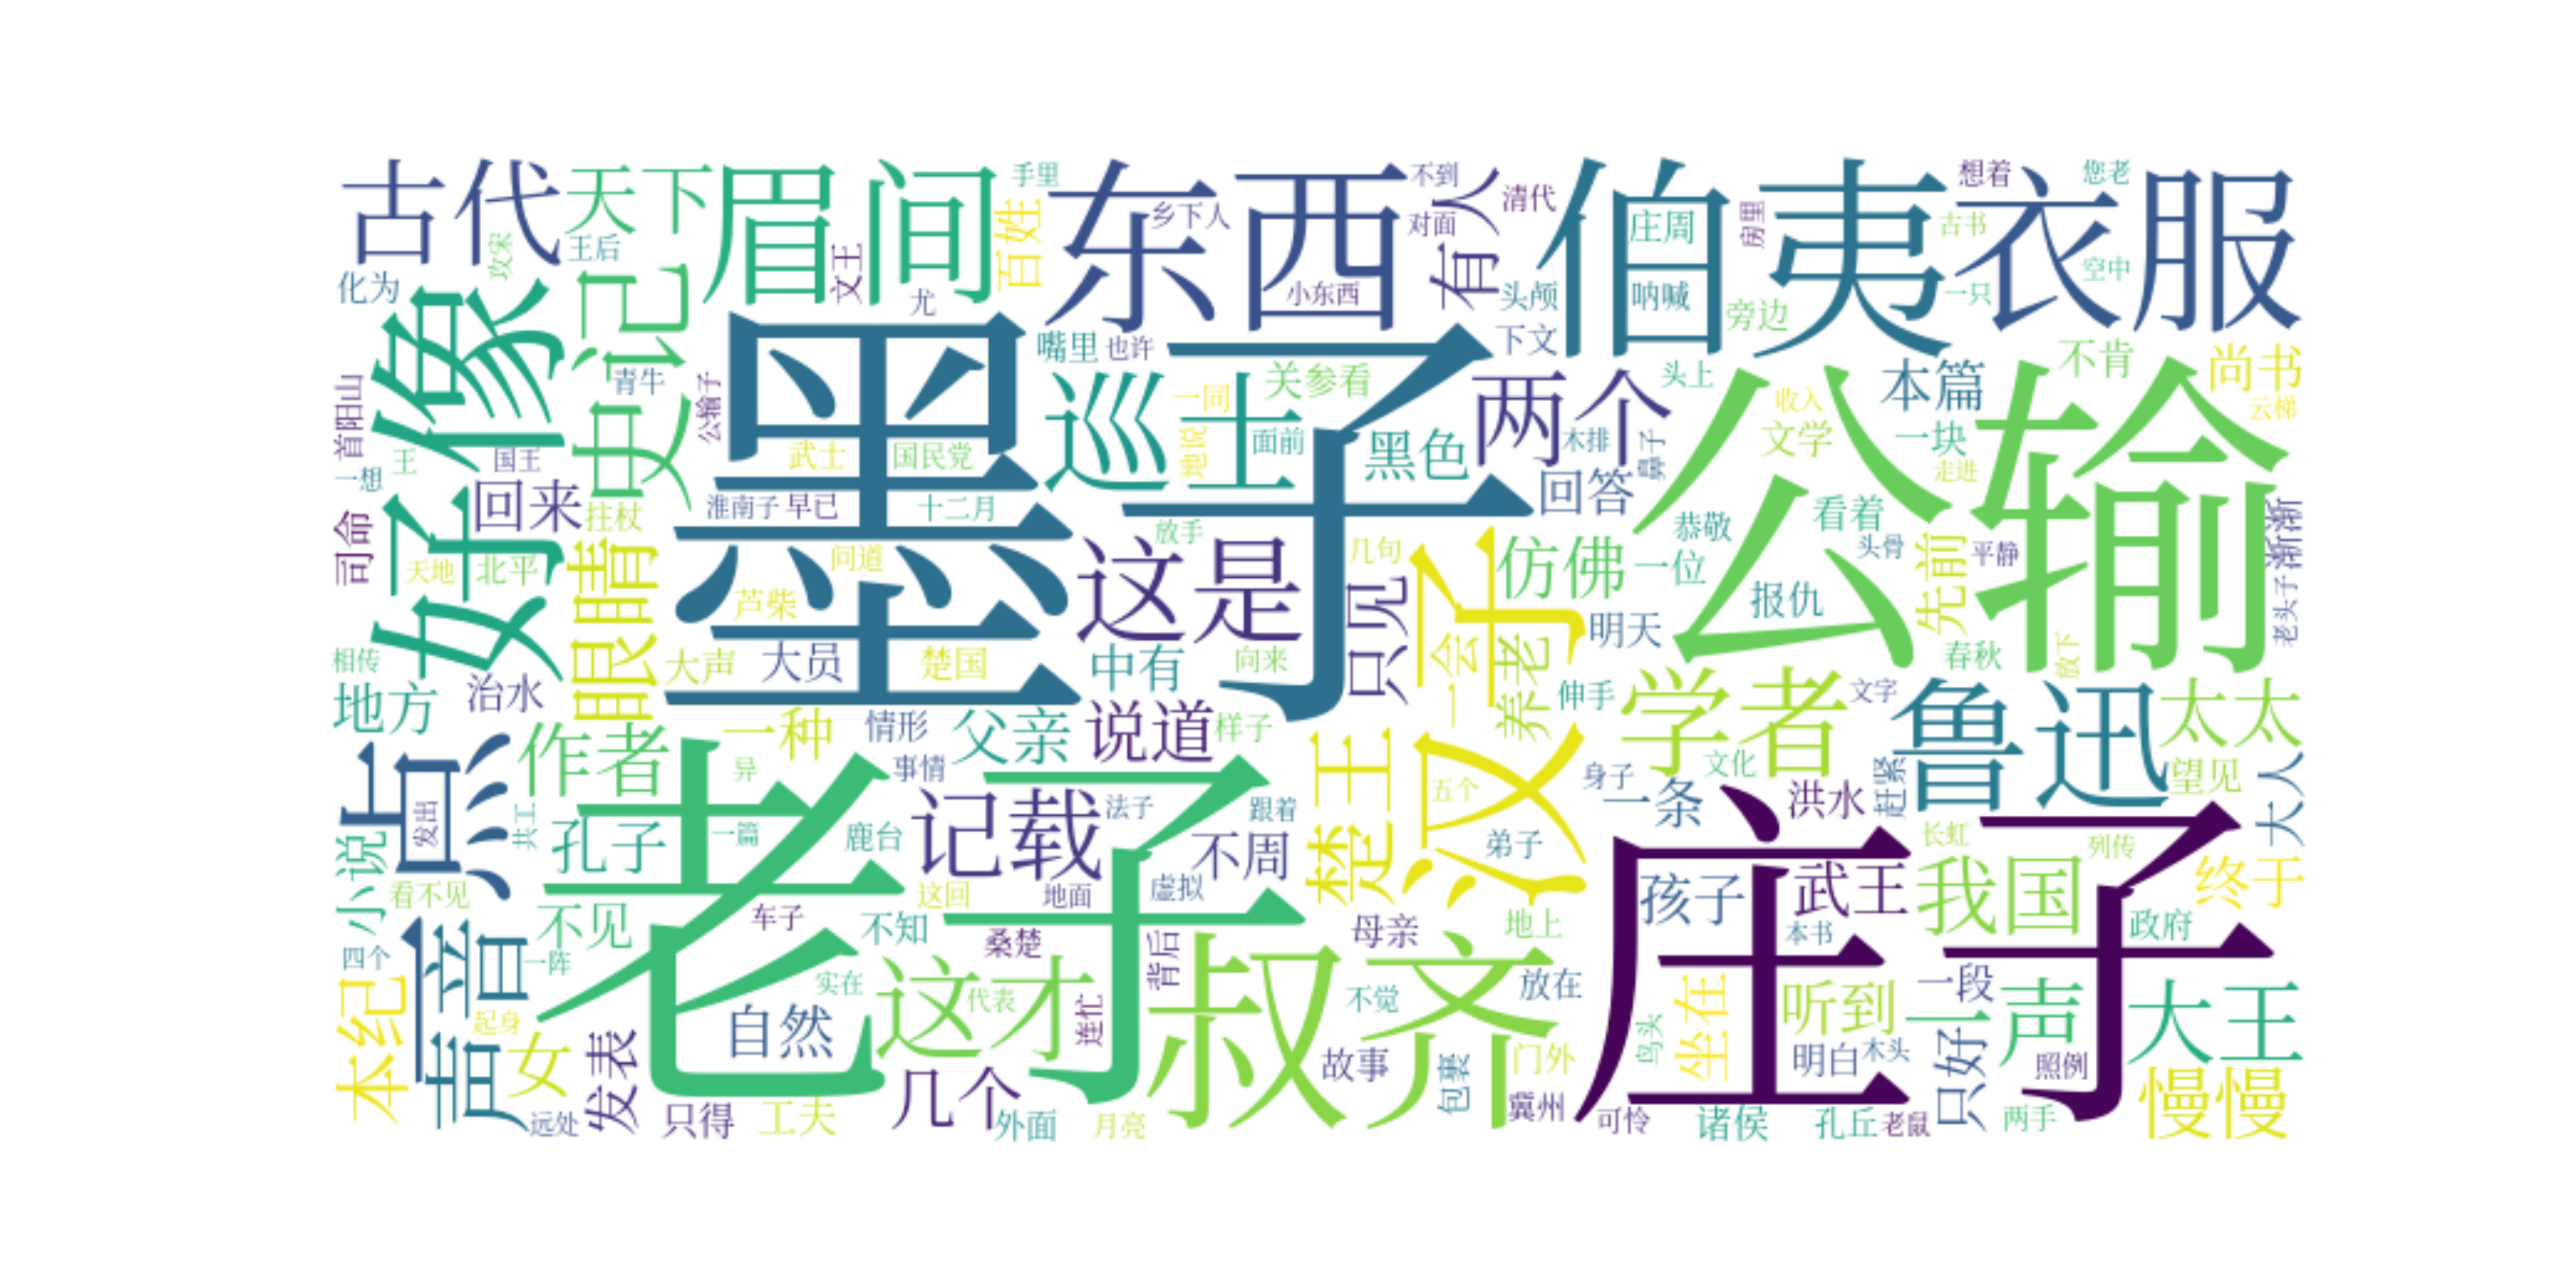 古代
天下
眉间
手里
东西
不到
有人
清代
伯夷
庄周
房里
想着
衣服
您老
古书
空中
一只
乡下人
对面
小东西
头颅
呐喊
旁边
下文
攻宋
王后
百姓
文王
尤
化为
史记
女娲
青牛
公输子
墨子
嘴里
也许
巡士
一同
关参看
地说
面前
黑色
两个
木排
鼻子
头上
公输
收入
文学
本篇
一块
走进
不肯
尚书
云梯
首阳山
王
一想
国王
回来
拄杖
武士
国民党
淮南子
早已
十二月
放手
回答
恭敬
看着
头骨
先前
平静
渐渐
老头子
司命
天地
北平
眼睛
问道
芦柴
这是
几句
只见
汉子
仿佛
一位
报仇
明天
一会
养老
相传
地方
治水
大声
大员
楚国
中有
向来
伸手
春秋
放下
学者
文字
鲁迅
太太
作者
一种
情形
父亲
说道
样子
楚王
文化
望见
大人
点
发出
共工
异
事情
五个
身子
一条
洪水
赶紧
小说
孔子
一篇
老子
鹿台
记载
法子
跟着
不周
弟子
庄子
长虹
列传
看不见
这回
地面
虚拟
孩子
武王
我国
终于
不见
车子
不知
桑楚
背后
母亲
地上
本书
政府
四个
一阵
声音
本纪
起身
实在
这才
代表
连忙
叔齐
不觉
放在
坐在
听到
一段
一声
大王
女
发表
自然
几个
故事
包裹
门外
鸟头
明白
木头
只好
照例
慢慢
远处
只得
工夫
外面
月亮
冀州
可怜
诸侯
孔丘
老鼠
两手